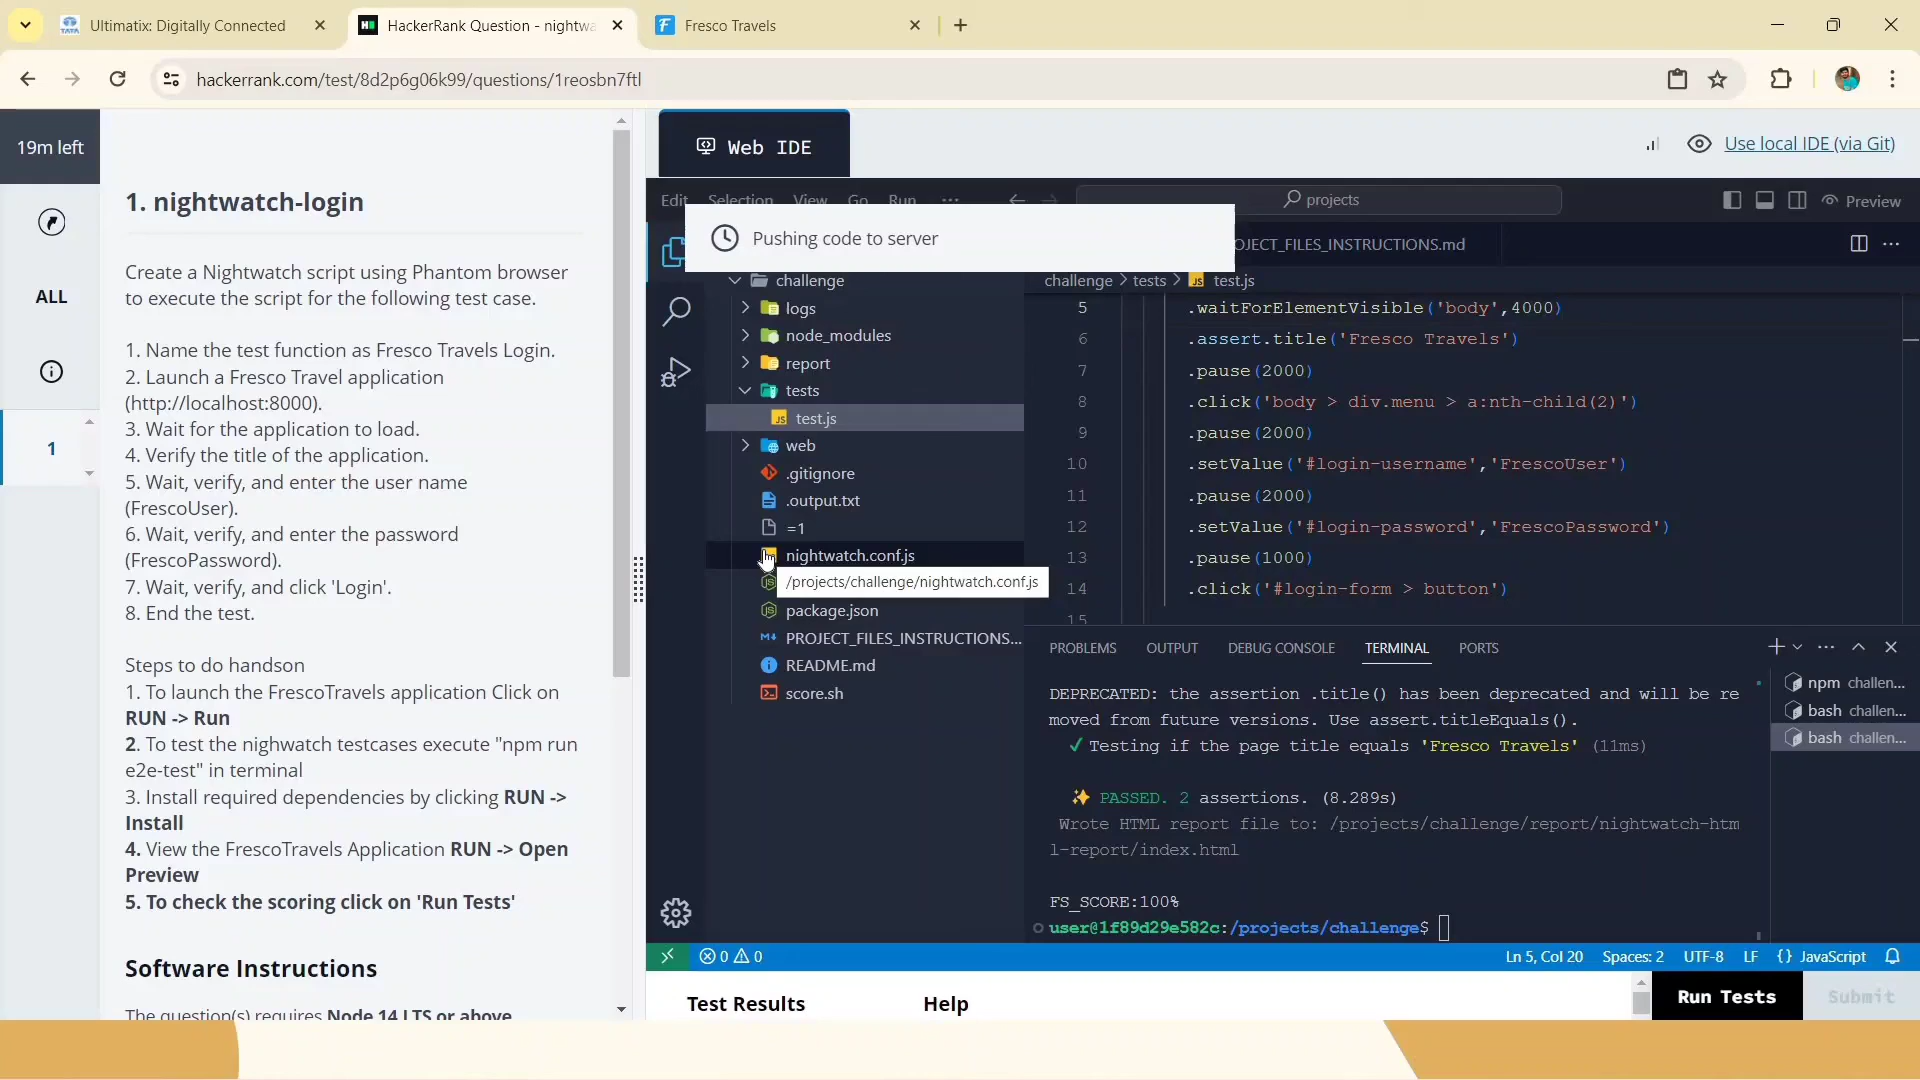 Ultimatix: Digitally Connected
HackerRank Question - nightwa
Fresco Travels
hackerrank.com/test/8d2p6g06k99/questions/1reosbn7ftl
19m left
ALL
1
1. nightwatch-login
Create a Nightwatch script using Phantom browser
to execute the script for the following test case.
1. Name the test function as Fresco Travels Login.
2. Launch a Fresco Travel application
(http://localhost:8000).
3. Wait for the application to load.
4. Verify the title of the application.
5. Wait, verify, and enter the user name
(FrescoUser).
6. Wait, verify, and enter the password
(FrescoPassword).
7. Wait, verify, and click 'Login'.
8. End the test.
Steps to do handson
1. To launch the FrescoTravels application Click on
RUN -> Run
2. To test the nighwatch testcases execute "npm run
e2e-test" in terminal
3. Install required dependencies by clicking RUN ->
Install
4. View the FrescoTravels Application RUN -> Open
Preview
5. To check the scoring click on 'Run Tests'
Software Instructions
The question(s) requires Node 14 LTS or above
Web IDE
Use local IDE (via Git)
Edit Selection View Go Run ...
projects
Preview
Pushing code to server
OJECT_FILES_INSTRUCTIONS.md
challenge
logs
node_modules
report
tests
test.js
web
.gitignore
.output.txt
=1
nightwatch.conf.js
/projects/challenge/nightwatch.conf.js
package.json
PROJECT_FILES_INSTRUCTIONS...
README.md
score.sh
challenge > tests > JS test.js
5 .waitForElementVisible('body',4000)
6 .assert.title('Fresco Travels')
7 .pause(2000)
8 .click('body > div.menu > a:nth-child(2)')
9 .pause(2000)
10 .setValue('#login-username','FrescoUser')
11 .pause(2000)
12 .setValue('#login-password','FrescoPassword')
13 .pause(1000)
14 .click('#login-form > button')
15
PROBLEMS OUTPUT DEBUG CONSOLE TERMINAL PORTS
DEPRECATED: the assertion .title() has been deprecated and will be re
moved from future versions. Use assert.titleEquals().
✓ Testing if the page title equals 'Fresco Travels' (11ms)
✨ PASSED. 2 assertions. (8.289s)
Wrote HTML report file to: /projects/challenge/report/nightwatch-htm
l-report/index.html
FS_SCORE:100%
user@1f89d29e582c:/projects/challenge$
npm challen...
bash challen...
bash challen...
0 0
Ln 5, Col 20 Spaces: 2 UTF-8 LF {} JavaScript
Test Results
Help
Run Tests
Submit